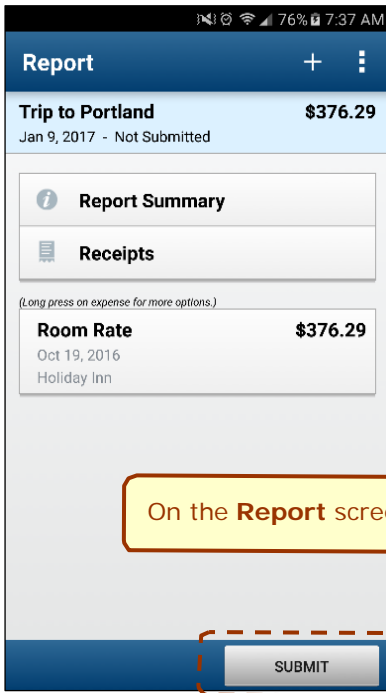 76% 7:37 AM
Report
Trip to Portland $376.29
Jan 9, 2017 - Not Submitted
Report Summary
Receipts
(Long press on expense for more options.)
Room Rate $376.29
Oct 19, 2016
Holiday Inn
On the Report scre
SUBMIT